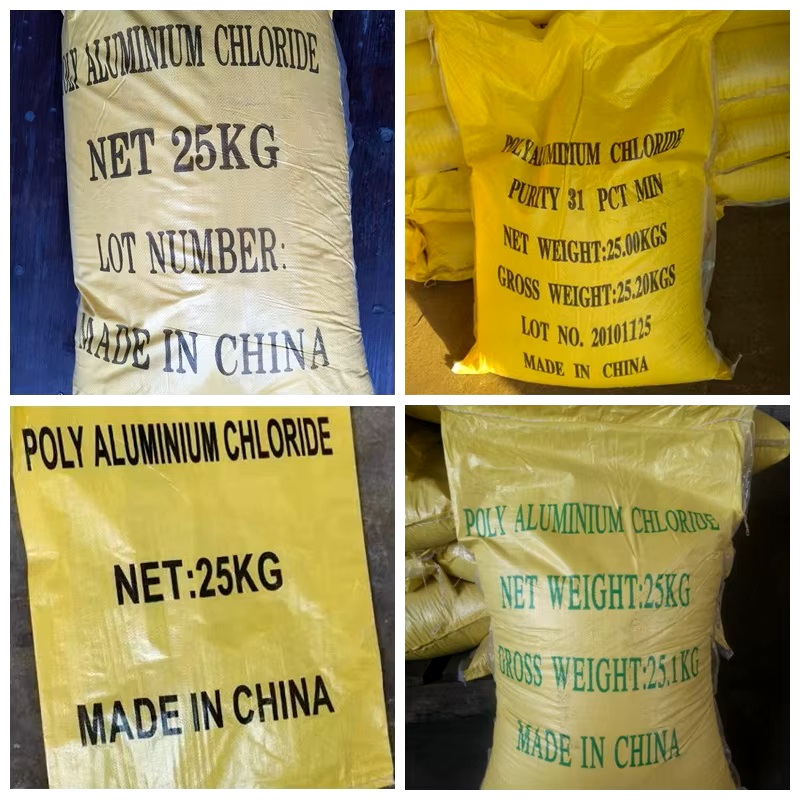 POLY ALUMINIUM CHLORIDE
NET 25KG
LOT NUMBER:
MADE IN CHINA
POLYALUMINIUM CHLORIDE
PURITY 31 PCT MIN
NET WEIGHT:25.00KGS
GROSS WEIGHT:25.20KGS
LOT NO. 20101125
MADE IN CHINA
POLY ALUMINIUM CHLORIDE
NET:25KG
MADE IN CHINA
POLY ALUMINIUM CHLORIDE
NET WEIGHT:25KG
GROSS WEIGHT:25.1KG
MADE IN CHINA